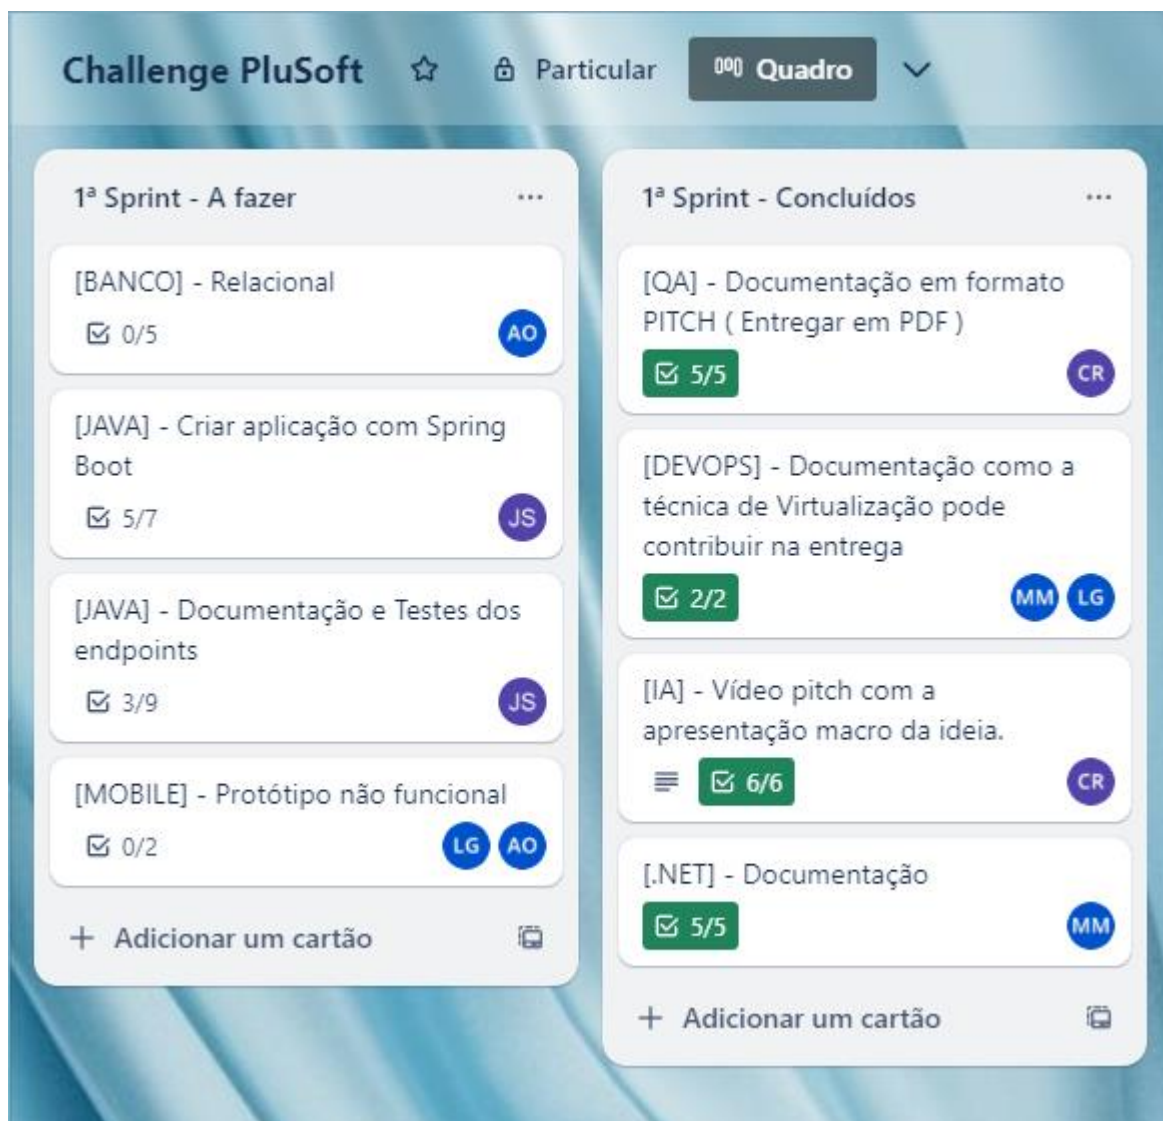 Challenge PluSoft Particular Quadro
1ª Sprint - A fazer
[BANCO] - Relacional
0/5 AO
[JAVA] - Criar aplicação com Spring
Boot
5/7 JS
[JAVA] - Documentação e Testes dos
endpoints
3/9 JS
[MOBILE] - Protótipo não funcional
0/2 LG AO
+ Adicionar um cartão
1ª Sprint - Concluídos
[QA] - Documentação em formato
PITCH ( Entregar em PDF )
5/5 CR
[DEVOPS] - Documentação como a
técnica de Virtualização pode
contribuir na entrega
2/2 MM LG
[IA] - Vídeo pitch com a
apresentação macro da ideia.
6/6 CR
[.NET] - Documentação
5/5 MM
+ Adicionar um cartão